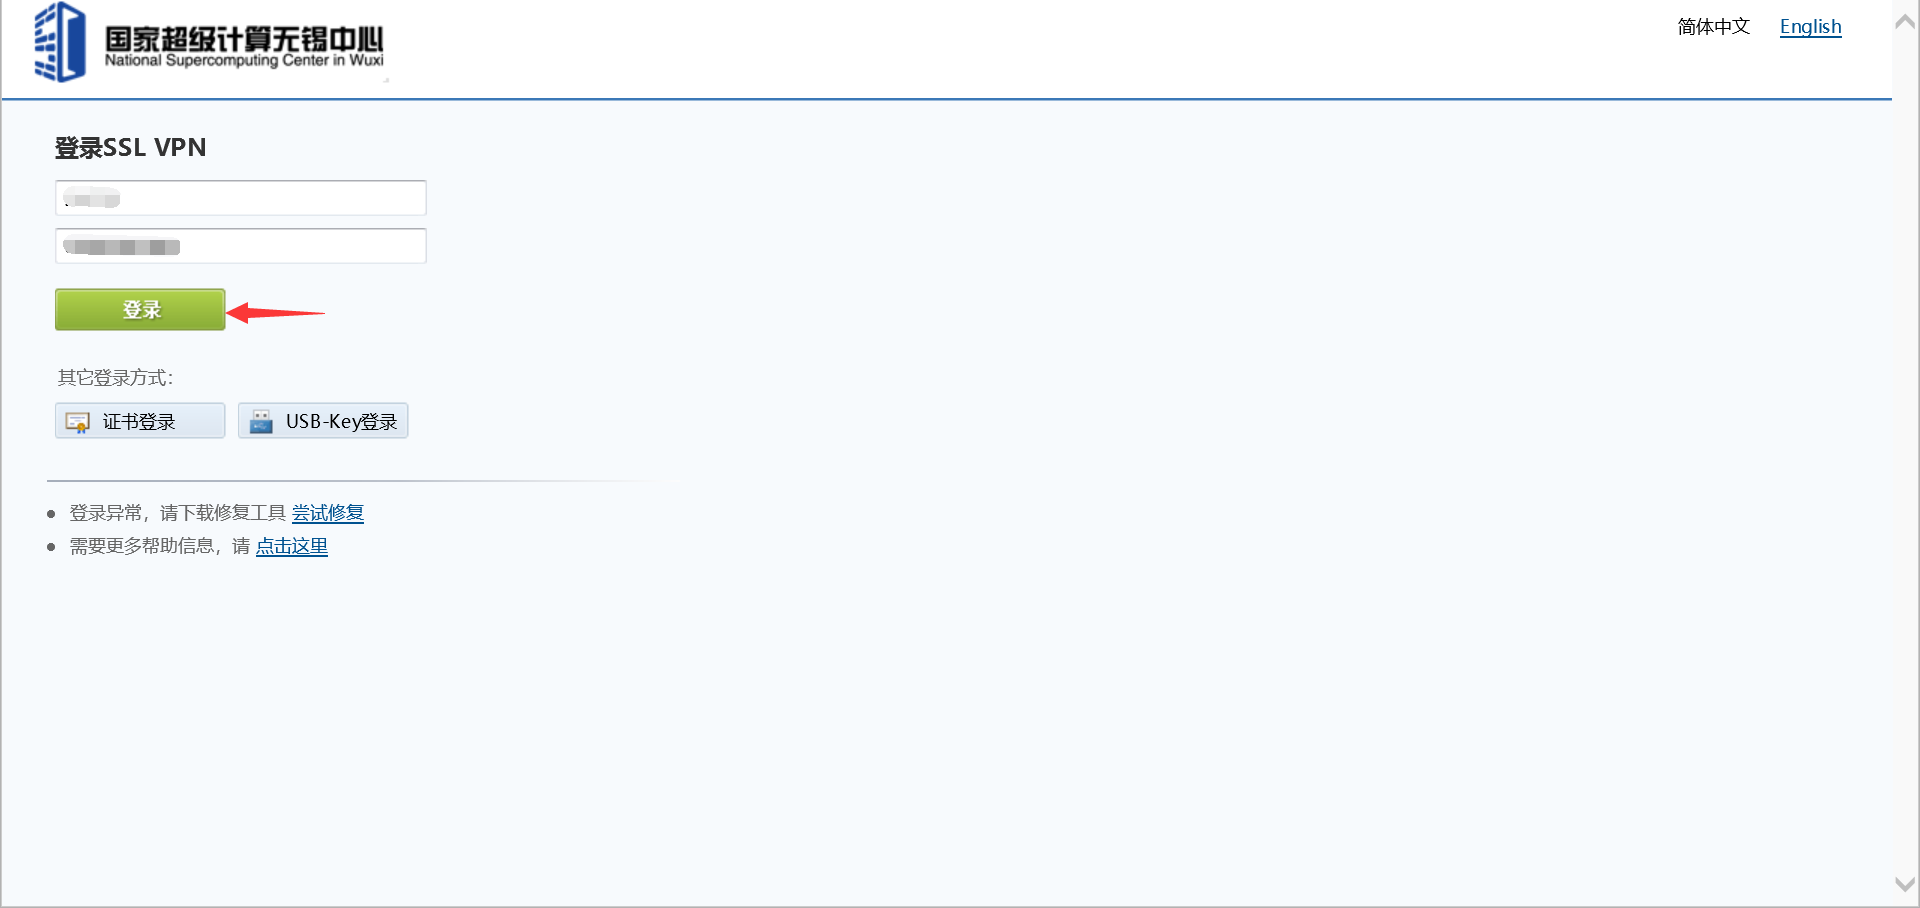 国家超级计算无锡中心
National Supercomputing Center in Wuxi
简体中文 English
登录SSL VPN
登录
其它登录方式：
证书登录 USB-Key登录
登录异常，请下载修复工具 尝试修复
需要更多帮助信息，请 点击这里